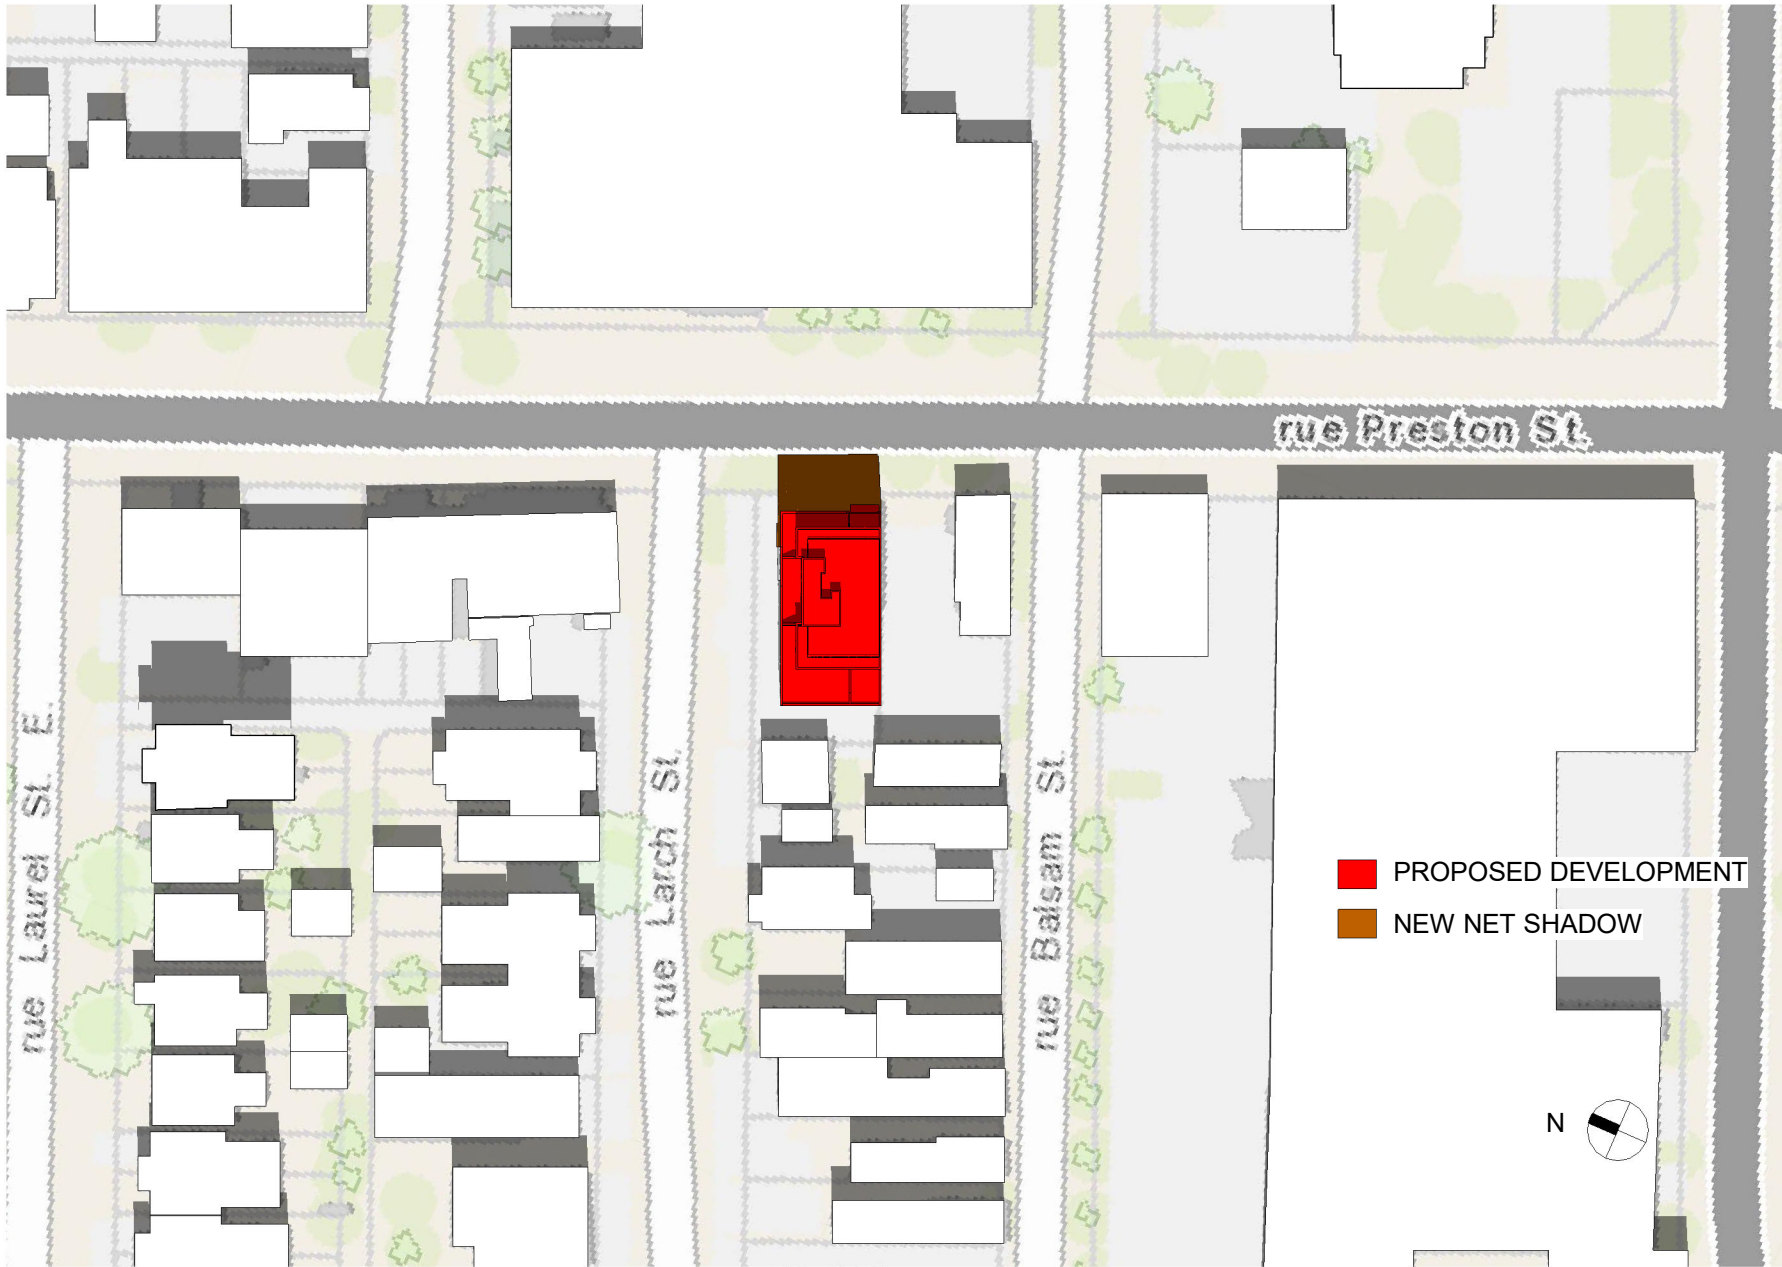 rue Preston St.
rue Laurel St. E.
rue Larch St.
rue Balsam St.
PROPOSED DEVELOPMENT
NEW NET SHADOW
N